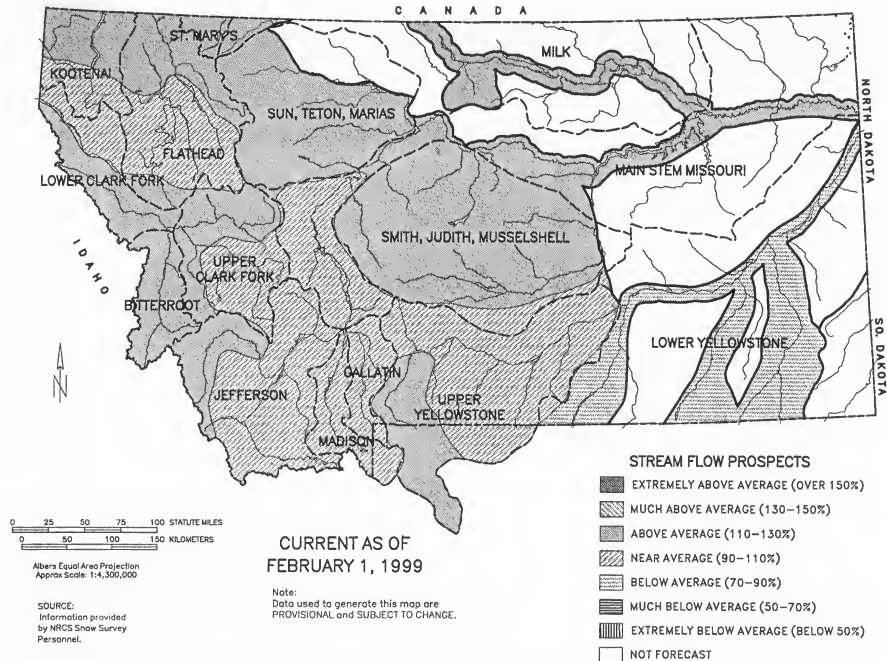 CANADA
ST. MARY'S
MILK
KOOTENAI
NORTH DAKOTA
SUN, TETON, MARIAS
FLATHEAD
MAIN STEM MISSOURI
LOWER CLARK FORK
SMITH, JUDITH, MUSSELSHELL
IDAHO
UPPER
CLARK FORK
BITTERROOT
SO. DAKOTA
LOWER YELLOWSTONE
N
GALLATIN
JEFFERSON
UPPER
YELLOWSTONE
MADISON
STREAM FLOW PROSPECTS
EXTREMELY ABOVE AVERAGE (OVER 150%)
MUCH ABOVE AVERAGE (130-150%)
ABOVE AVERAGE (110-130%)
NEAR AVERAGE (90-110%)
BELOW AVERAGE (70-90%)
MUCH BELOW AVERAGE (50-70%)
EXTREMELY BELOW AVERAGE (BELOW 50%)
NOT FORECAST
0 25 50 75 100 STATUTE MILES
0 50 100 150 KILOMETERS
Albers Equal Area Projection
Approx Scale: 1:4,300,000
SOURCE:
Information provided
by NRCS Snow Survey
Personnel.
CURRENT AS OF
FEBRUARY 1, 1999
Note:
Data used to generate this map are
PROVISIONAL and SUBJECT TO CHANGE.